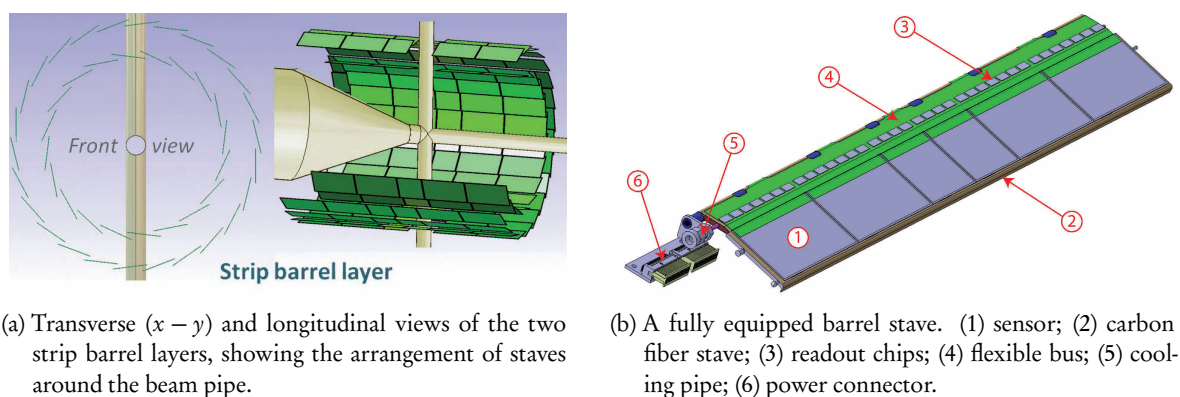 Front view
Strip barrel layer
3
4
5
6
1
2
(a) Transverse (x − y) and longitudinal views of the two
strip barrel layers, showing the arrangement of staves
around the beam pipe.
(b) A fully equipped barrel stave. (1) sensor; (2) carbon
fiber stave; (3) readout chips; (4) flexible bus; (5) cool-
ing pipe; (6) power connector.